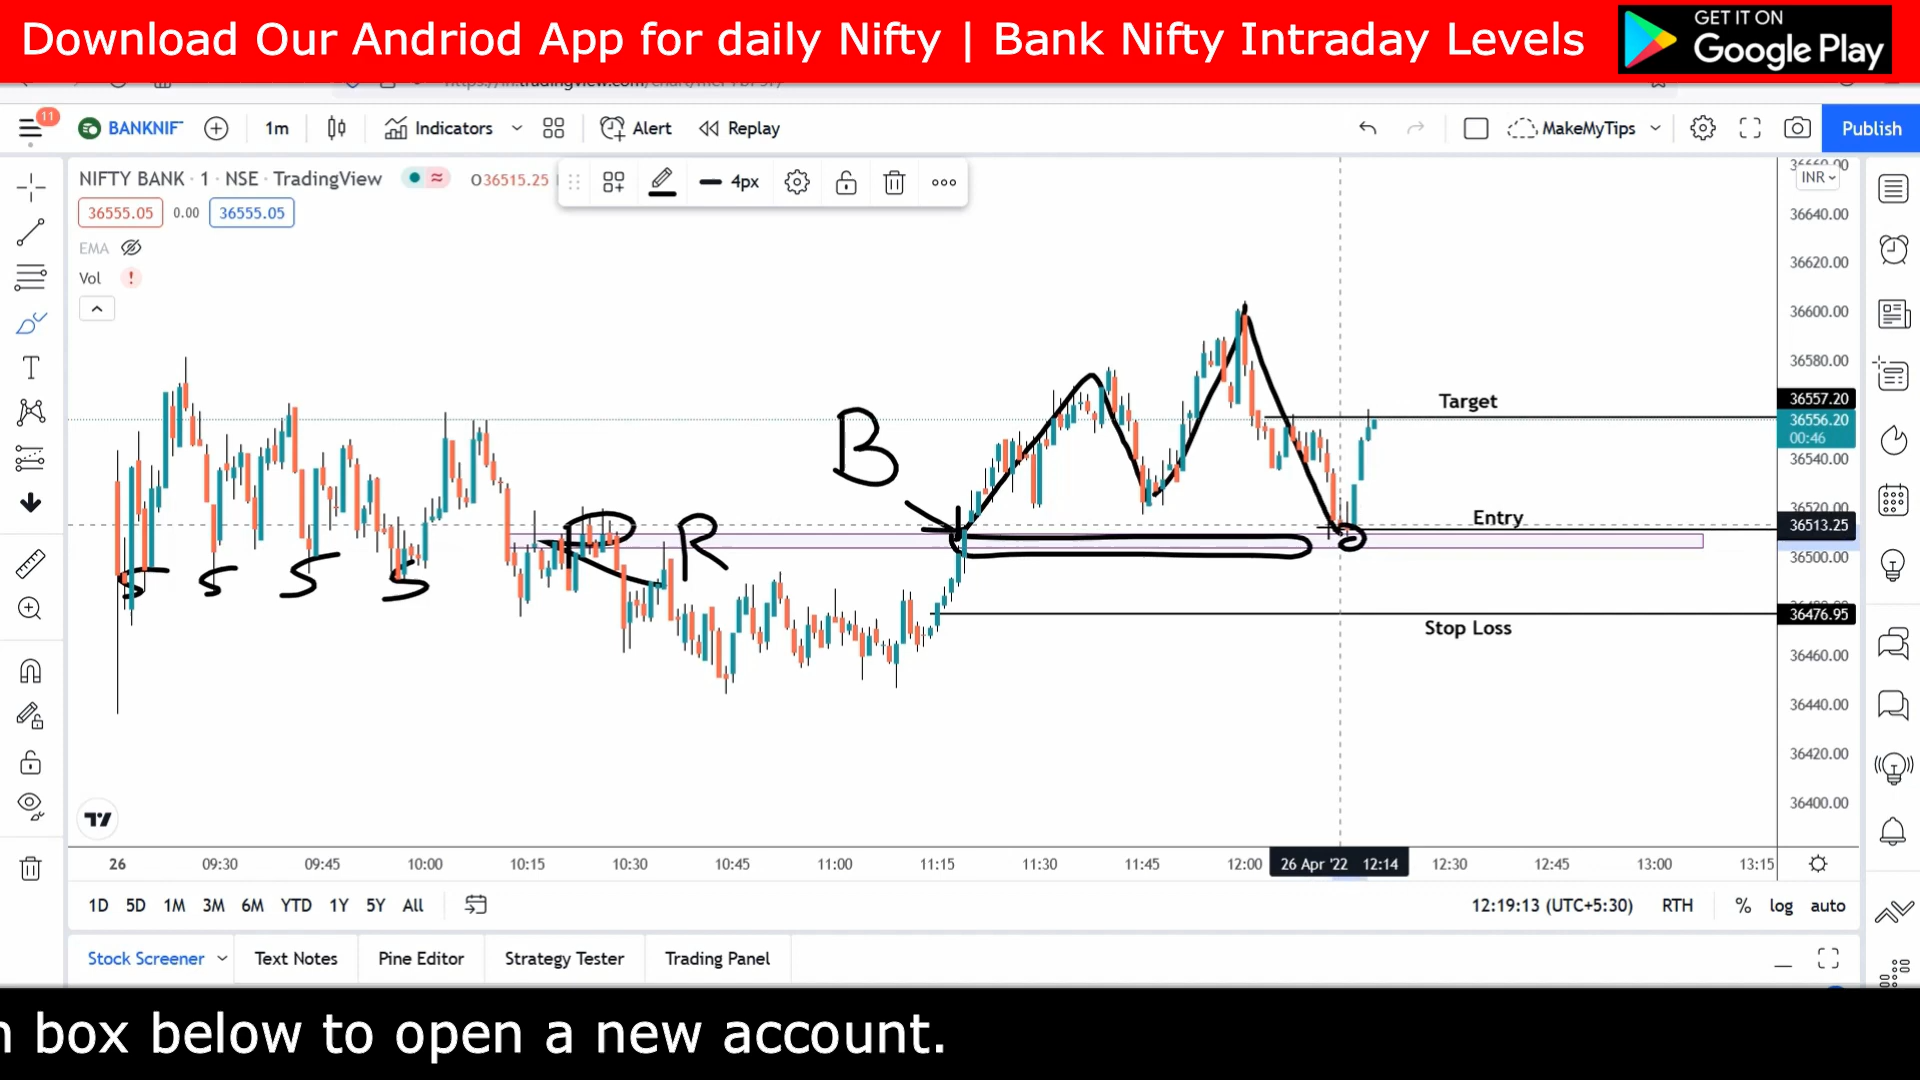 Download Our Andriod App for daily Nifty | Bank Nifty Intraday Levels
GET IT ON
Google Play
11
BANKNIF
1m
Indicators
Alert
Replay
MakeMyTips
Publish
NIFTY BANK · 1 · NSE · TradingView
O36515.25
4px
INR
36555.05 0.00 36555.05
EMA
Vol !
36640.00
36620.00
36600.00
36580.00
Target
36557.20
36556.20
00:46
36540.00
B
36520.00
Entry
36513.25
R R
36500.00
S S S S
36476.95
Stop Loss
36460.00
36440.00
36420.00
36400.00
26 09:30 09:45 10:00 10:15 10:30 10:45 11:00 11:15 11:30 11:45 12:00 26 Apr '22 12:14 12:30 12:45 13:00 13:15
1D 5D 1M 3M 6M YTD 1Y 5Y All
12:19:13 (UTC+5:30) RTH % log auto
Stock Screener Text Notes Pine Editor Strategy Tester Trading Panel
box below to open a new account.